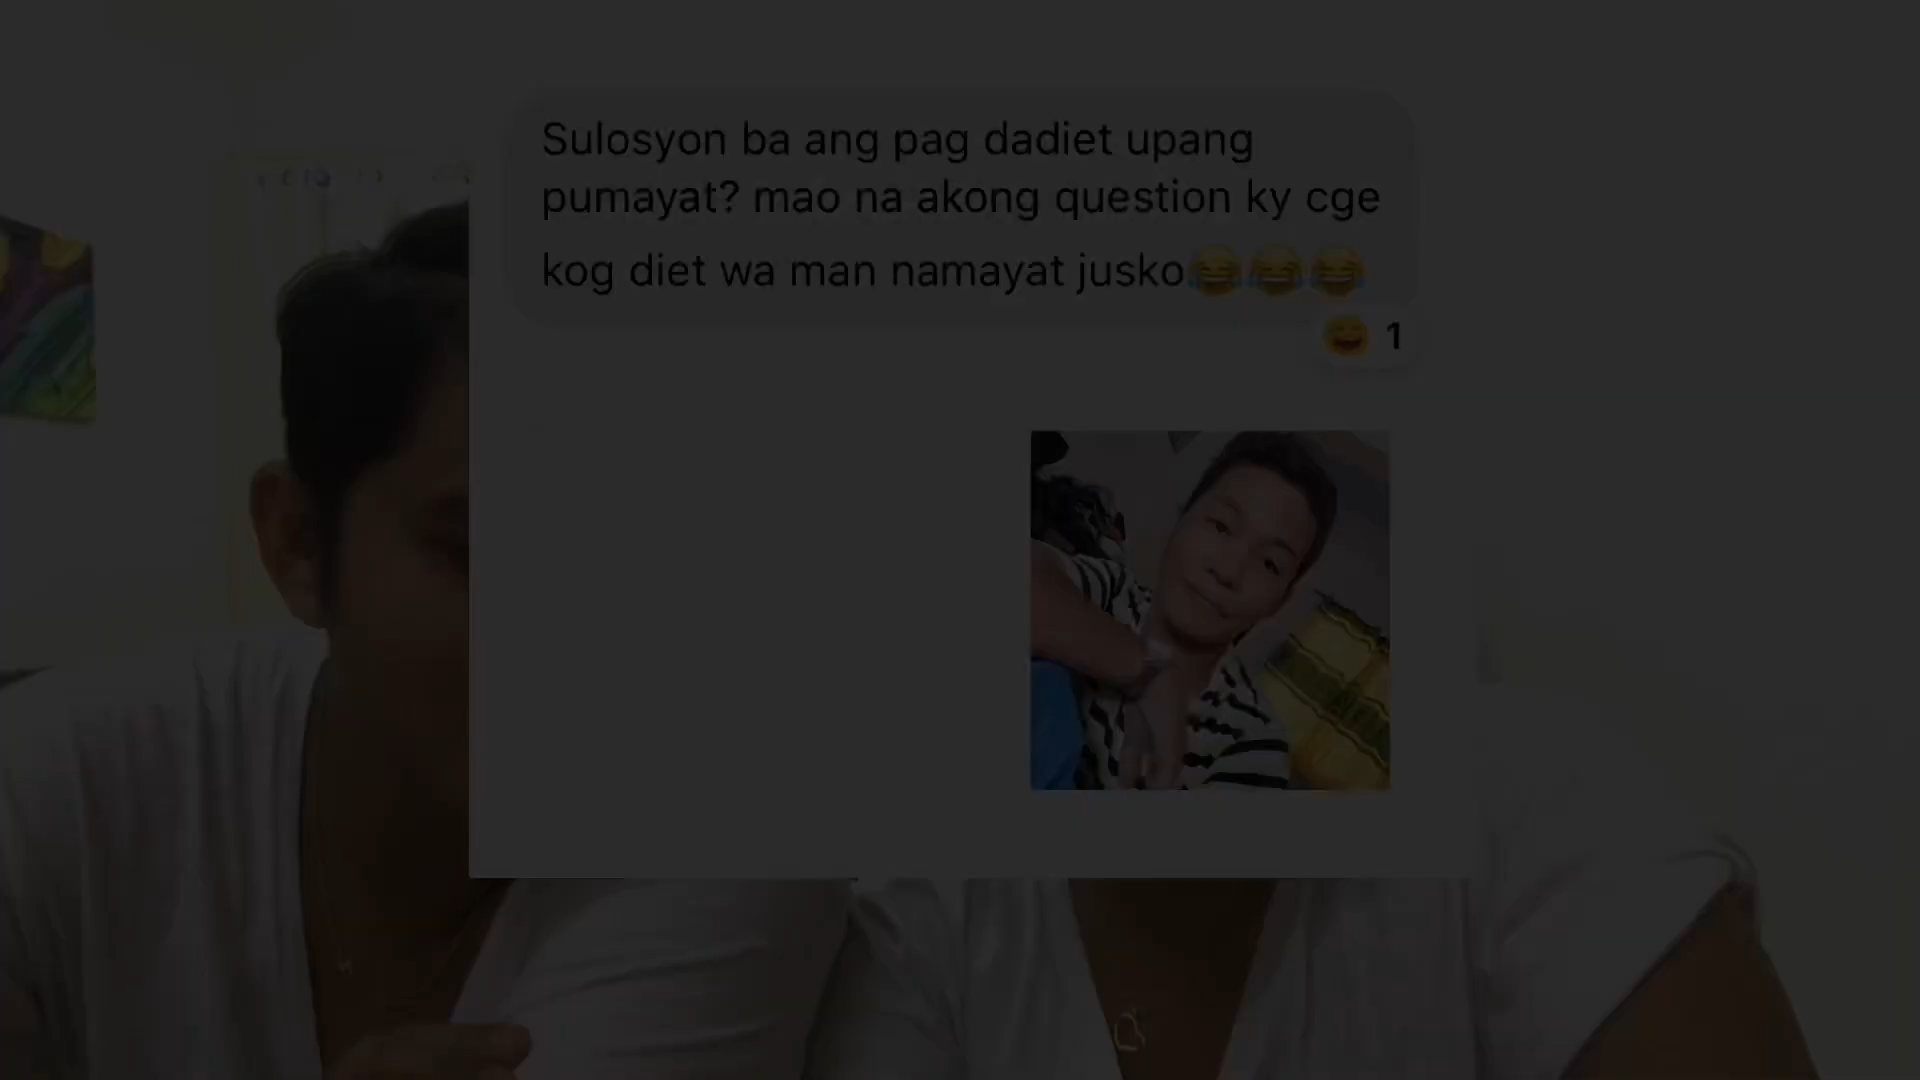 Sulosyon ba ang pag dadiet upang
pumayat? mao na akong question ky cge
kog diet wa man namayat jusko😂😂😂
😆 1